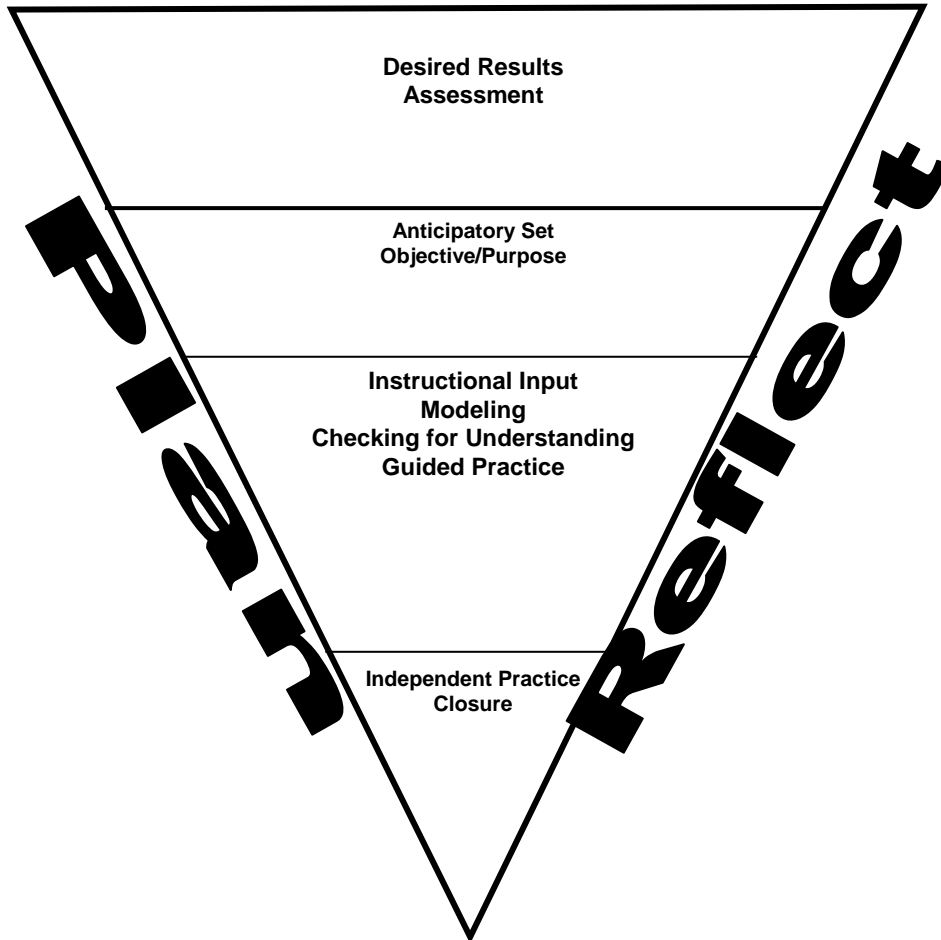 Desired Results
Assessment
Anticipatory Set
Objective/Purpose
Instructional Input
Modeling
Checking for Understanding
Guided Practice
Independent Practice
Closure
Plan
Reflect